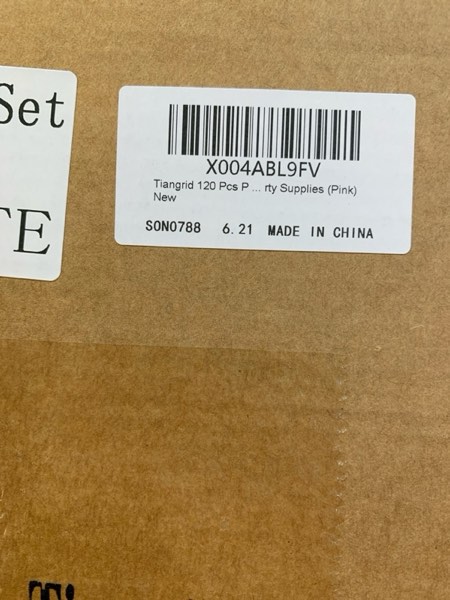 Set
TE
X004ABL9FV
Tiangrid 120 Pcs P ... rty Supplies (Pink)
New
SON0788 6.21 MADE IN CHINA